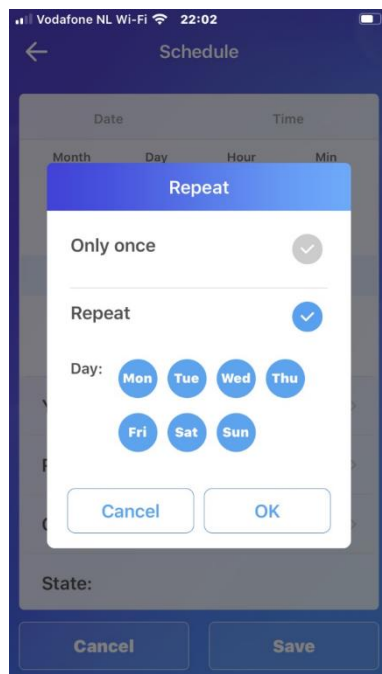 Vodafone NL Wi-Fi 22:02
Schedule
Date Time
Month Day Hour Min
Repeat
Only once
Repeat
Day: Mon Tue Wed Thu
Fri Sat Sun
Cancel OK
State:
Cancel Save